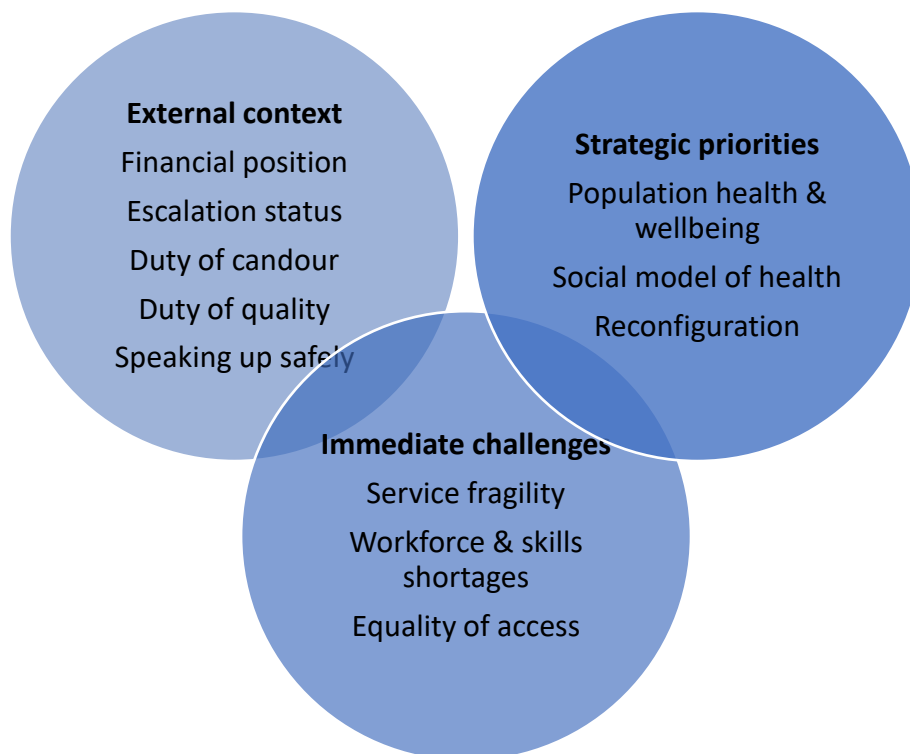 External context
Financial position
Escalation status
Duty of candour
Duty of quality
Speaking up safely
Strategic priorities
Population health &
wellbeing
Social model of health
Reconfiguration
Immediate challenges
Service fragility
Workforce & skills
shortages
Equality of access